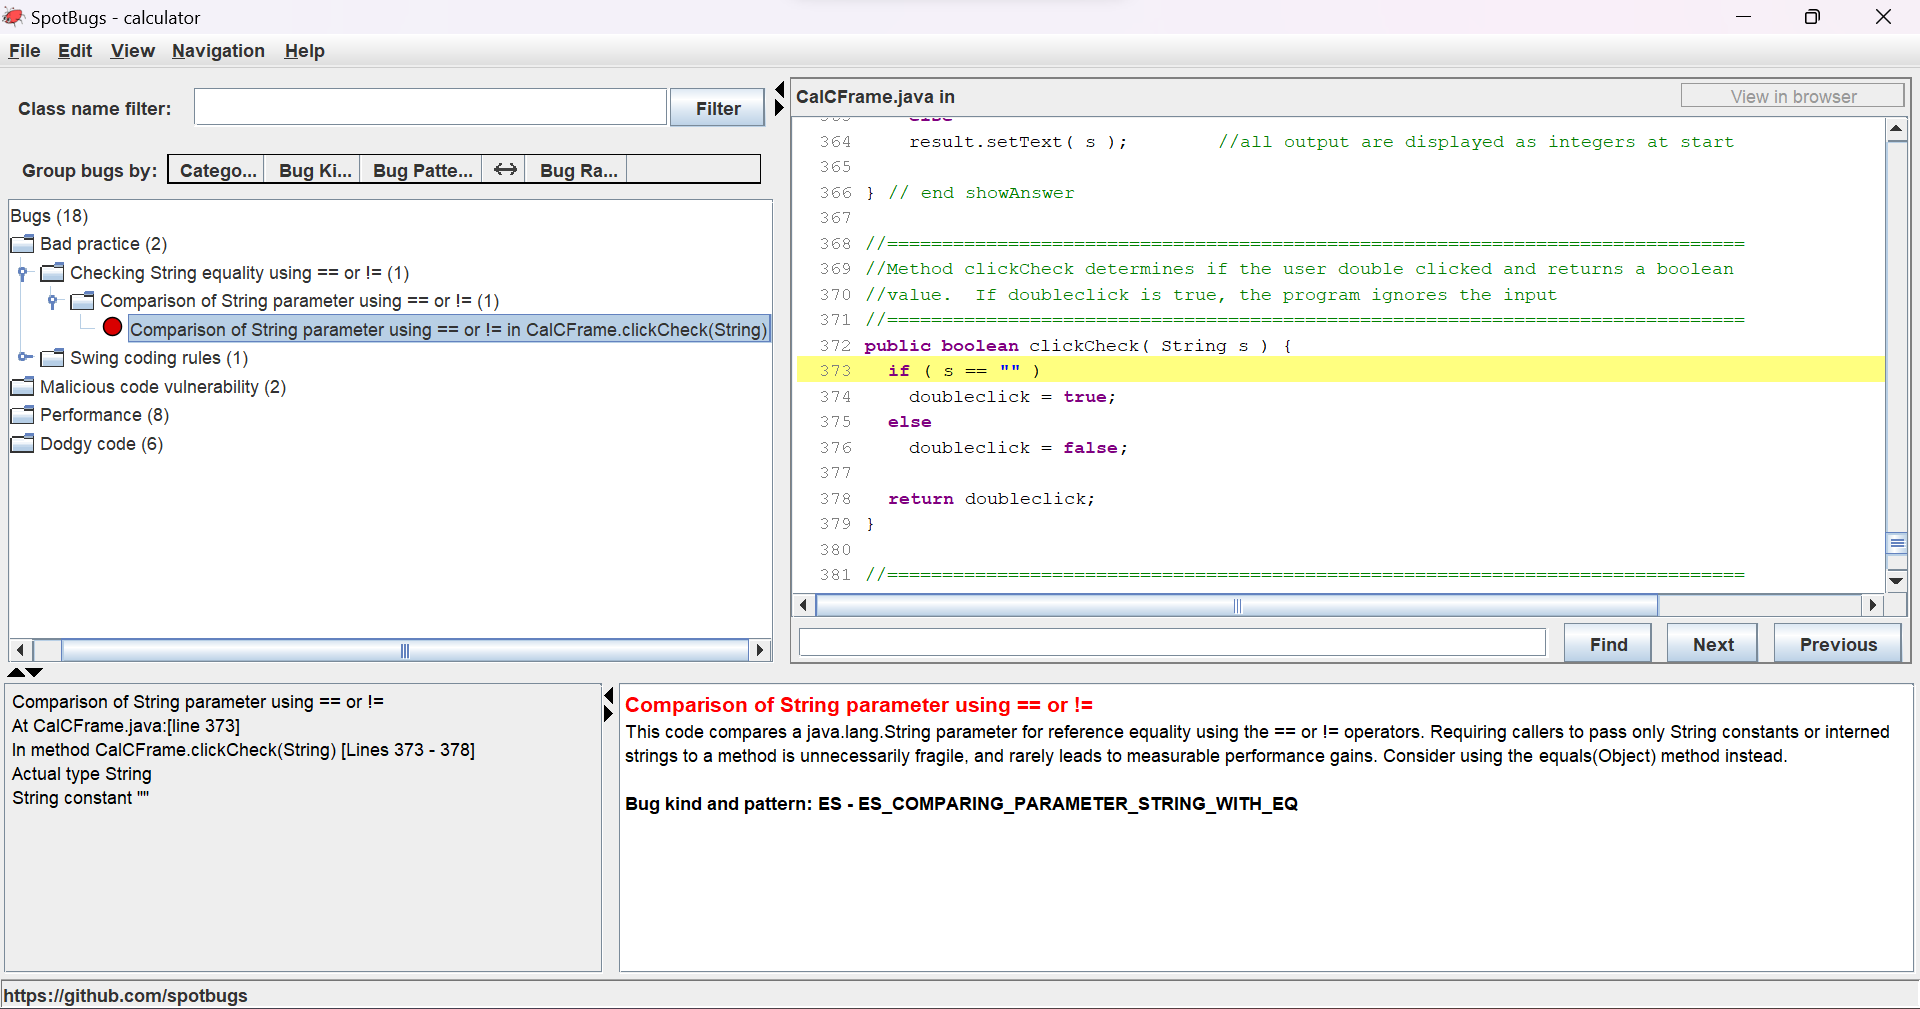 SpotBugs - calculator
File Edit View Navigation Help
Class name filter:
Filter
Group bugs by:
Catego... Bug Ki... Bug Patte... Bug Ra...
Bugs (18)
Bad practice (2)
Checking String equality using == or != (1)
Comparison of String parameter using == or != (1)
Comparison of String parameter using == or != in CalCFrame.clickCheck(String)
Swing coding rules (1)
Malicious code vulnerability (2)
Performance (8)
Dodgy code (6)
CalCFrame.java in
View in browser
364 result.setText( s ); //all output are displayed as integers at start
365
366 } // end showAnswer
367
368 //==============================================================================
369 //Method clickCheck determines if the user double clicked and returns a boolean
370 //value.  If doubleclick is true, the program ignores the input
371 //==============================================================================
372 public boolean clickCheck( String s ) {
373 if ( s == "" )
374 doubleclick = true;
375 else
376 doubleclick = false;
377
378 return doubleclick;
379 }
380
381 //==============================================================================
Find Next Previous
Comparison of String parameter using == or !=
At CalCFrame.java:[line 373]
In method CalCFrame.clickCheck(String) [Lines 373 - 378]
Actual type String
String constant ""
Comparison of String parameter using == or !=
This code compares a java.lang.String parameter for reference equality using the == or != operators. Requiring callers to pass only String constants or interned
strings to a method is unnecessarily fragile, and rarely leads to measurable performance gains. Consider using the equals(Object) method instead.
Bug kind and pattern: ES - ES_COMPARING_PARAMETER_STRING_WITH_EQ
https://github.com/spotbugs